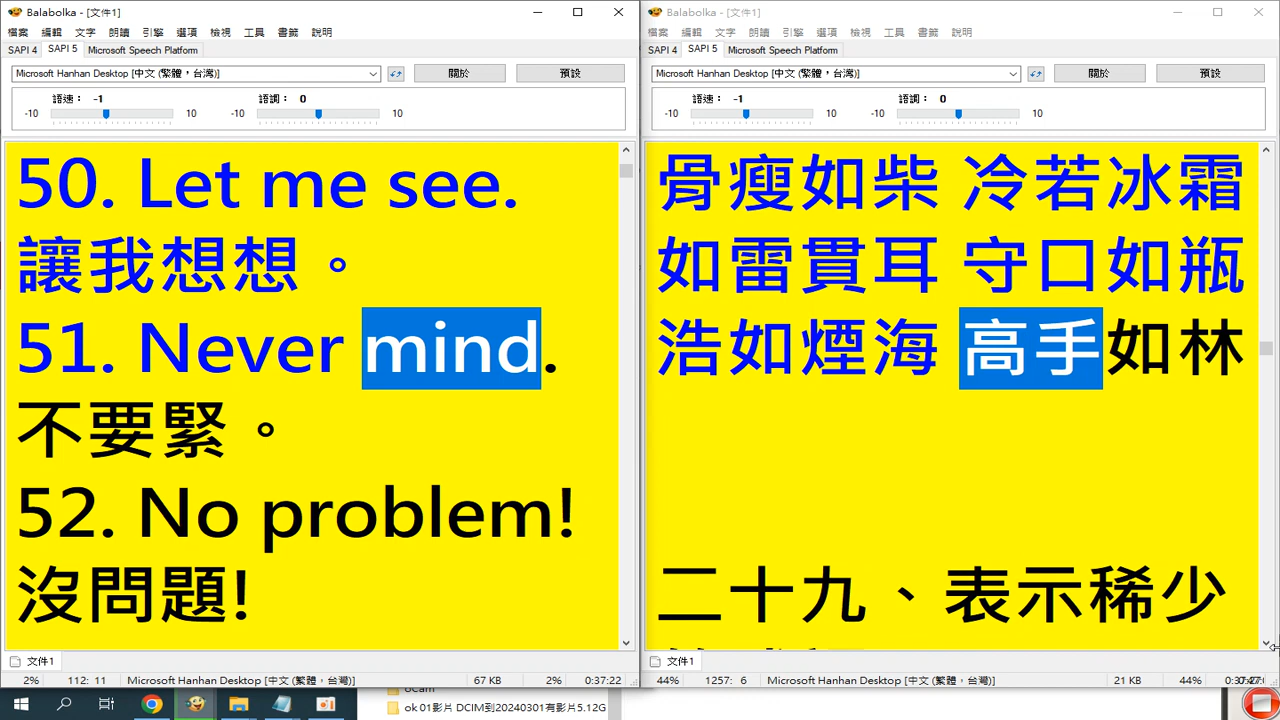 Balabolka - [文件1]
檔案 編輯 文字 朗讀 引擎 選項 檢視 工具 書籤 說明
SAPI 4 SAPI 5 Microsoft Speech Platform
Microsoft Hanhan Desktop [中文 (繁體，台灣)]
關於 預設
語速： -1 語調： 0
-10 10 -10 10
50. Let me see.
讓我想想。
51. Never mind.
不要緊。
52. No problem!
沒問題!
文件1
2% 112: 11 Microsoft Hanhan Desktop [中文 (繁體，台灣)] 67 KB 2% 0:37:22
Balabolka - [文件1]
檔案 編輯 文字 朗讀 引擎 選項 檢視 工具 書籤 說明
SAPI 4 SAPI 5 Microsoft Speech Platform
Microsoft Hanhan Desktop [中文 (繁體，台灣)]
關於 預設
語速： -1 語調： 0
-10 10 -10 10
骨瘦如柴 冷若冰霜
如雷貫耳 守口如瓶
浩如煙海 高手如林
二十九、表示稀少
文件1
44% 1257: 6 Microsoft Hanhan Desktop [中文 (繁體，台灣)] 21 KB 44%
oCam
ok 01影片 DCIM到20240301有影片5.12G